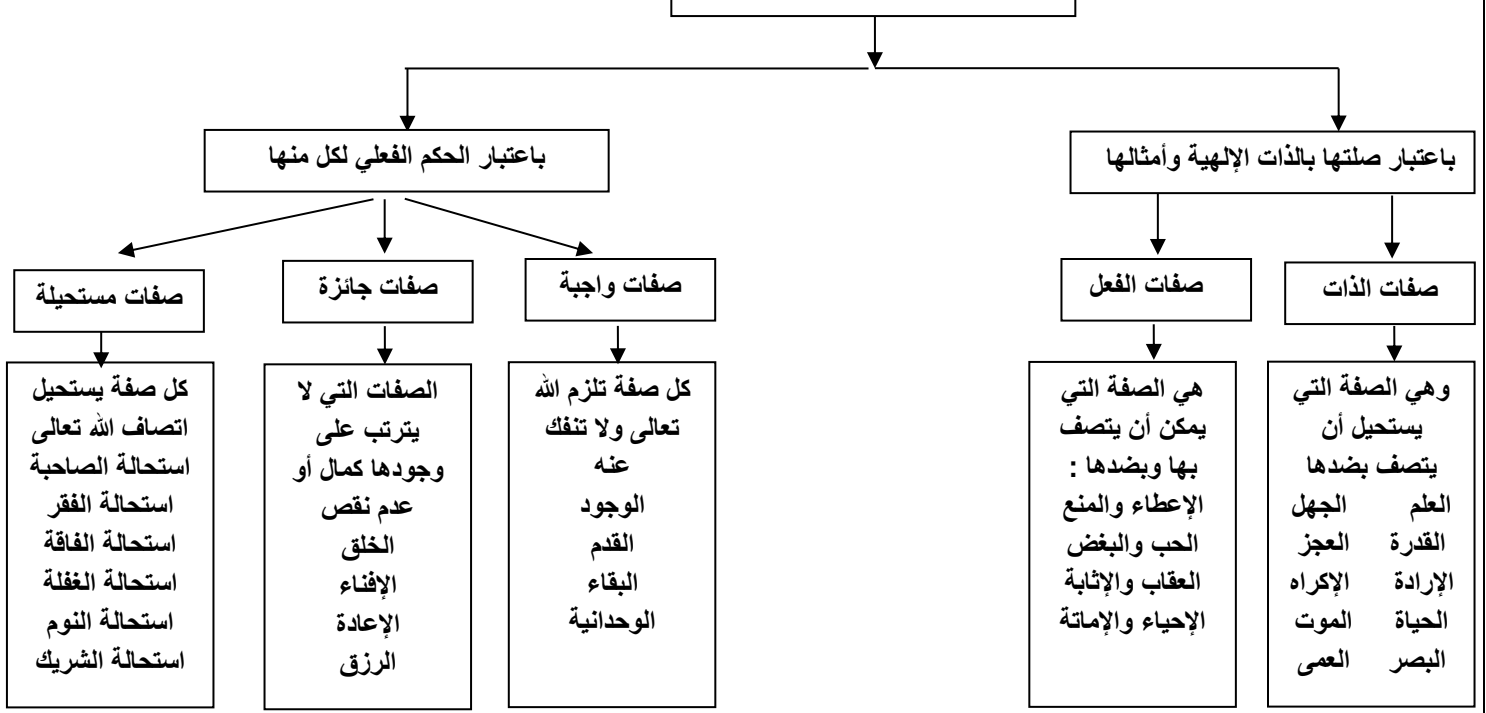 باعتبار صلتها بالذات الإلهية وأمثالها
باعتبار الحكم الفعلي لكل منها
صفات الذات
صفات الفعل
صفات واجبة
صفات جائزة
صفات مستحيلة
وهي الصفة التي
يستحيل أن
يتصف بضدها
العلم الجهل
القدرة العجز
الإرادة الإكراه
الحياة الموت
البصر العمى
هي الصفة التي
يمكن أن يتصف
بها وبضدها :
الإعطاء والمنع
الحب والبغض
العقاب والإثابة
الإحياء والإماتة
كل صفة تلزم الله
تعالى ولا تنفك
عنه
الوجود
القدم
البقاء
الوحدانية
الصفات التي لا
يترتب على
وجودها كمال أو
عدم نقص
الخلق
الإفناء
الإعادة
الرزق
كل صفة يستحيل
اتصاف الله تعالى
استحالة الصاحبة
استحالة الفقر
استحالة الفاقة
استحالة الغفلة
استحالة النوم
استحالة الشريك